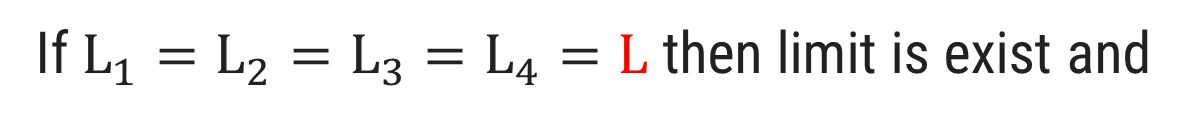 If L₁ = L₂ = L₃ = L₄ = L then limit is exist and